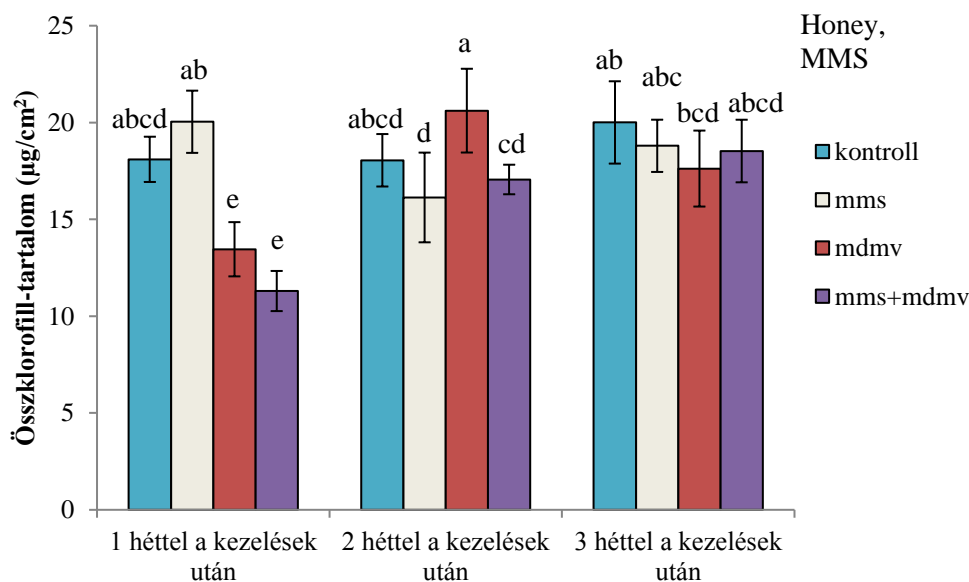 Honey,
MMS
Összklorofill-tartalom (µg/cm²)
25
20
15
10
5
0
abcd
ab
e
e
abcd
d
a
cd
ab
abc
bcd
abcd
kontroll
mms
mdmv
mms+mdmv
1 héttel a kezelések
után
2 héttel a kezelések
után
3 héttel a kezelések
után